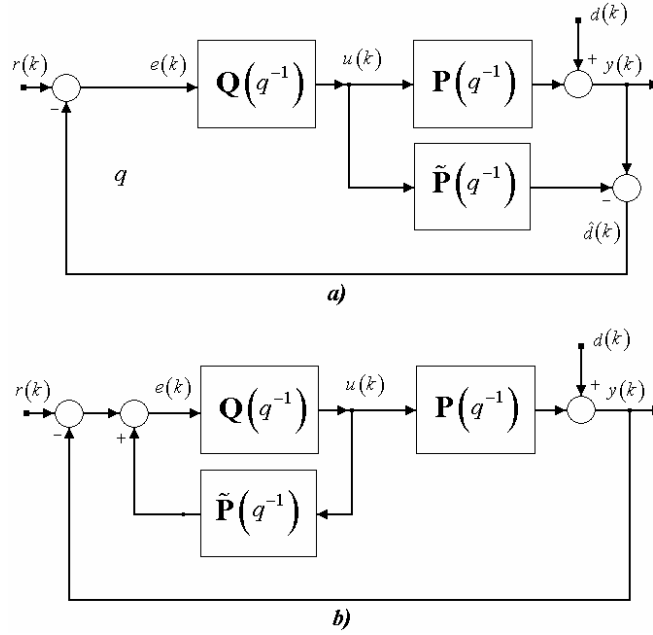 d(k)
r(k) e(k) Q(q⁻¹) u(k) P(q⁻¹) + y(k)
−
q P̃(q⁻¹) −
d̂(k)
a)
d(k)
r(k) e(k) Q(q⁻¹) u(k) P(q⁻¹) + y(k)
− +
P̃(q⁻¹)
b)